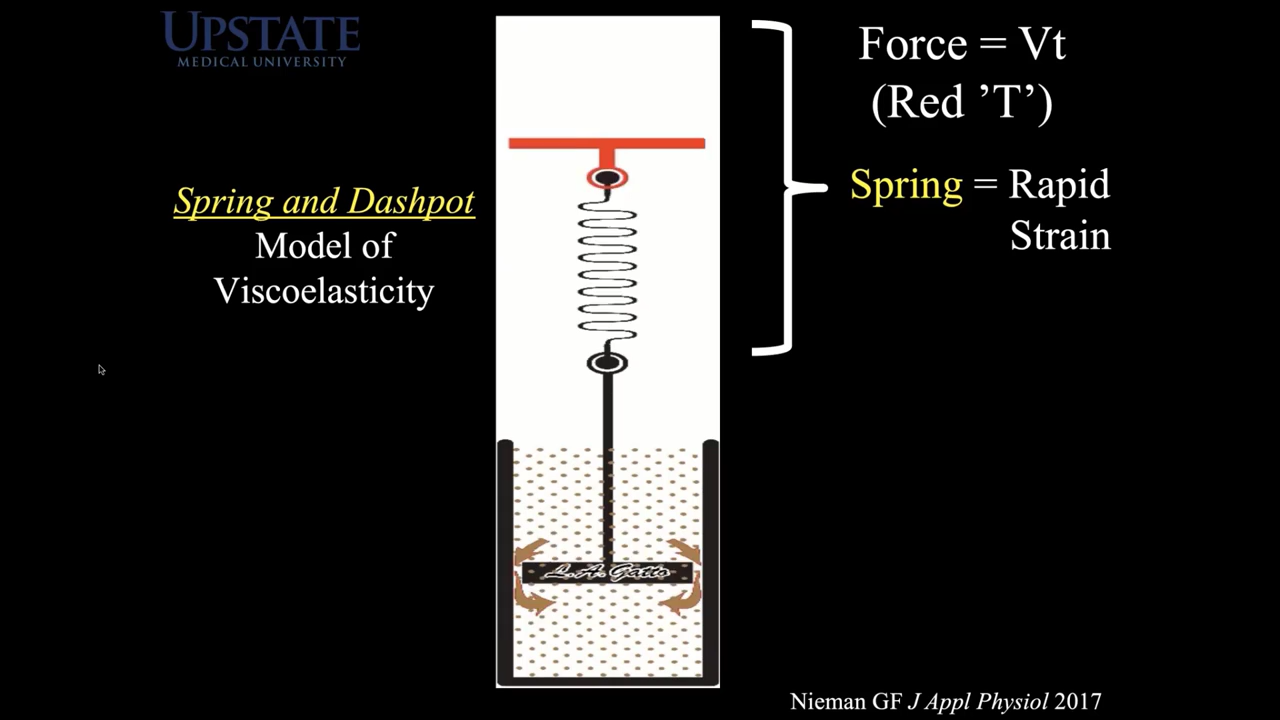 UPSTATE
MEDICAL UNIVERSITY
Spring and Dashpot
Model of
Viscoelasticity
Force = Vt
(Red ’T’)
Spring = Rapid
Strain
L.A. Gatto
Nieman GF J Appl Physiol 2017